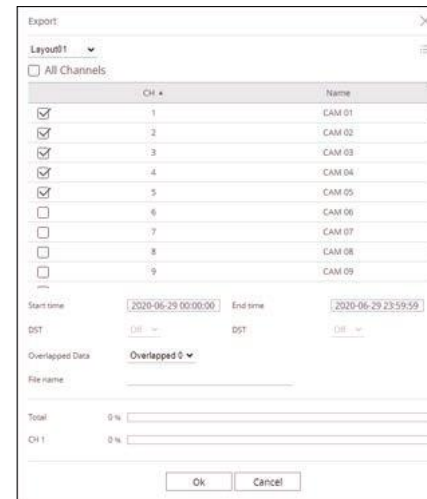 Export
Layout01
All Channels
CH Name
1 CAM 01
2 CAM 02
3 CAM 03
4 CAM 04
5 CAM 05
6 CAM 06
7 CAM 07
8 CAM 08
9 CAM 09
Start time 2020-06-29 00:00:00 End time 2020-06-29 23:59:59
DST Off DST Off
Overlapped Data Overlapped 0
File name
Total 0 %
CH 1 0 %
Ok Cancel